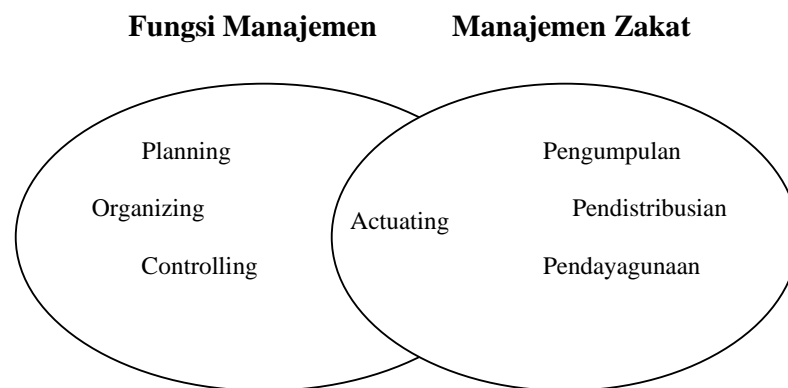 Fungsi Manajemen
Manajemen Zakat
Planning
Organizing
Controlling
Actuating
Pengumpulan
Pendistribusian
Pendayagunaan